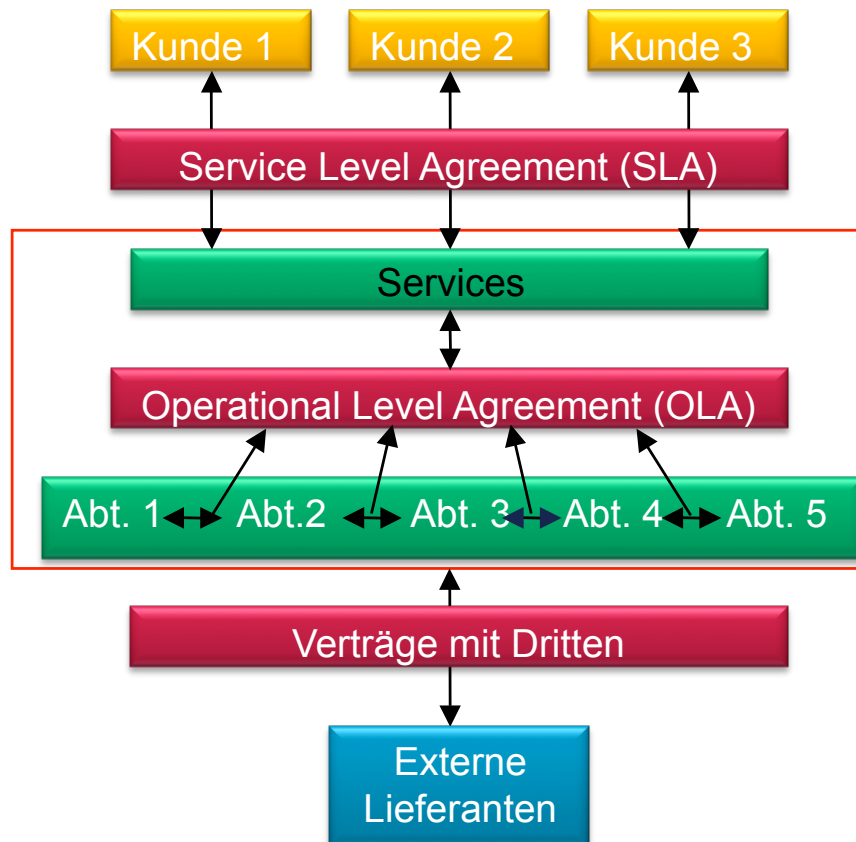 Kunde 1 Kunde 2 Kunde 3
Service Level Agreement (SLA)
Services
Operational Level Agreement (OLA)
Abt. 1 Abt.2 Abt. 3 Abt. 4 Abt. 5
Verträge mit Dritten
Externe
Lieferanten